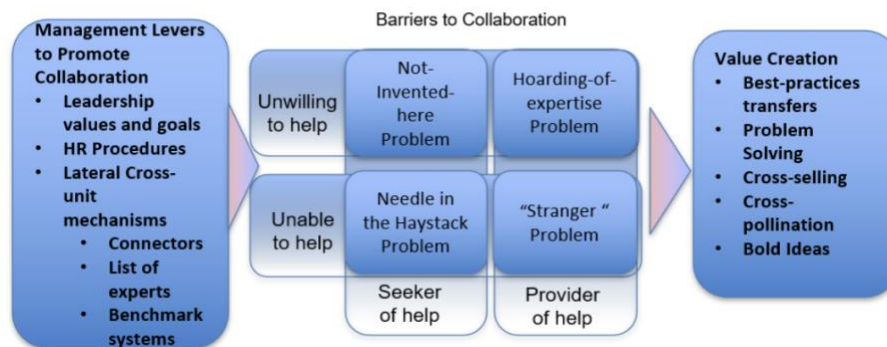 Barriers to Collaboration
Management Levers
to Promote
Collaboration
• Leadership
values and goals
• HR Procedures
• Lateral Cross-
unit
mechanisms
• Connectors
• List of
experts
• Benchmark
systems
Unwilling
to help
Not-
Invented-
here
Problem
Hoarding-of-
expertise
Problem
Unable
to help
Needle in
the Haystack
Problem
“Stranger “
Problem
Seeker
of help
Provider
of help
Value Creation
• Best-practices
transfers
• Problem
Solving
• Cross-selling
• Cross-
pollination
• Bold Ideas